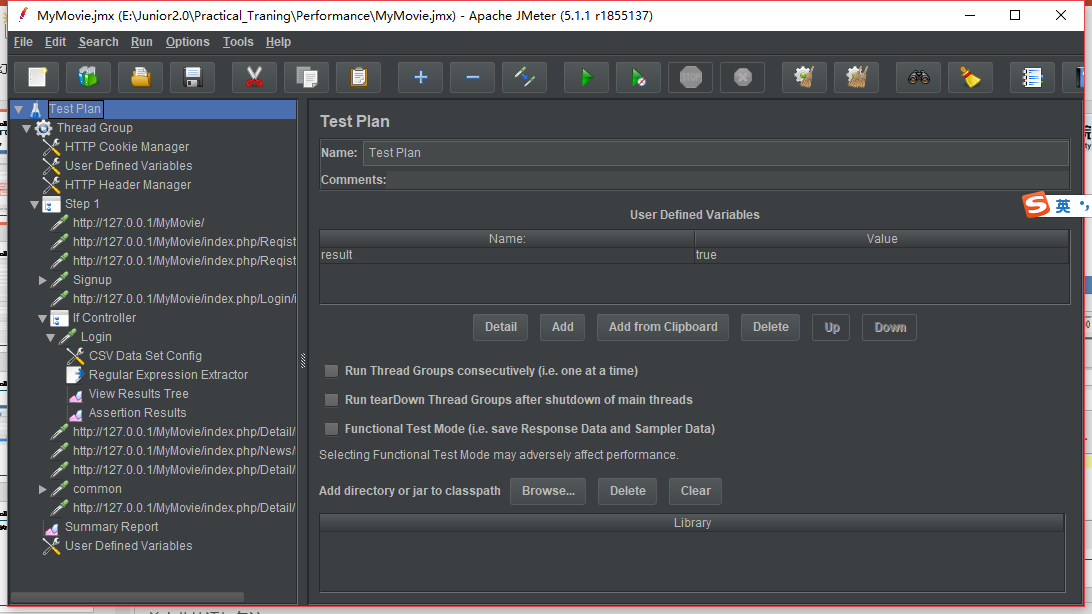 MyMovie.jmx (E:\Junior2.0\Practical_Traning\Performance\MyMovie.jmx) - Apache JMeter (5.1.1 r1855137)
File Edit Search Run Options Tools Help
STOP
Test Plan
Thread Group
HTTP Cookie Manager
User Defined Variables
HTTP Header Manager
Step 1
http://127.0.0.1/MyMovie/
http://127.0.0.1/MyMovie/index.php/Regist
http://127.0.0.1/MyMovie/index.php/Regist
Signup
http://127.0.0.1/MyMovie/index.php/Login/i
If Controller
Login
CSV Data Set Config
Regular Expression Extractor
View Results Tree
Assertion Results
http://127.0.0.1/MyMovie/index.php/Detail/
http://127.0.0.1/MyMovie/index.php/News/
http://127.0.0.1/MyMovie/index.php/Detail/
common
http://127.0.0.1/MyMovie/index.php/Detail/
Summary Report
User Defined Variables
Test Plan
Name: Test Plan
Comments:
User Defined Variables
Name: Value
result true
Detail Add Add from Clipboard Delete Up Down
Run Thread Groups consecutively (i.e. one at a time)
Run tearDown Thread Groups after shutdown of main threads
Functional Test Mode (i.e. save Response Data and Sampler Data)
Selecting Functional Test Mode may adversely affect performance.
Add directory or jar to classpath Browse... Delete Clear
Library
S 英